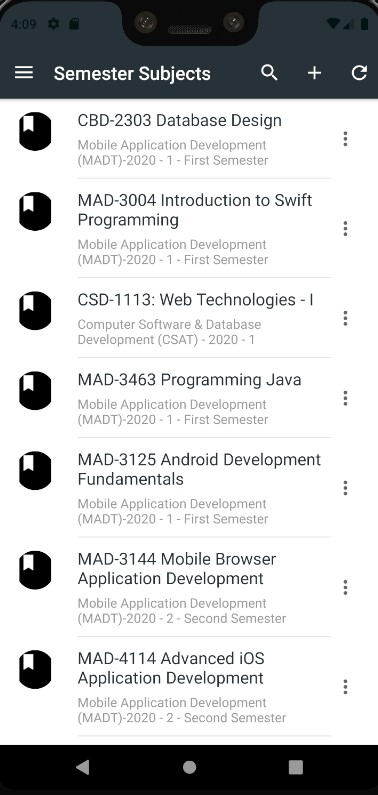 4:09
Semester Subjects
CBD-2303 Database Design
Mobile Application Development
(MADT)-2020 - 1 - First Semester
MAD-3004 Introduction to Swift
Programming
Mobile Application Development
(MADT)-2020 - 1 - First Semester
CSD-1113: Web Technologies - I
Computer Software & Database
Development (CSAT) - 2020 - 1
MAD-3463 Programming Java
Mobile Application Development
(MADT)-2020 - 1 - First Semester
MAD-3125 Android Development
Fundamentals
Mobile Application Development
(MADT)-2020 - 1 - First Semester
MAD-3144 Mobile Browser
Application Development
Mobile Application Development
(MADT)-2020 - 2 - Second Semester
MAD-4114 Advanced iOS
Application Development
Mobile Application Development
(MADT)-2020 - 2 - Second Semester